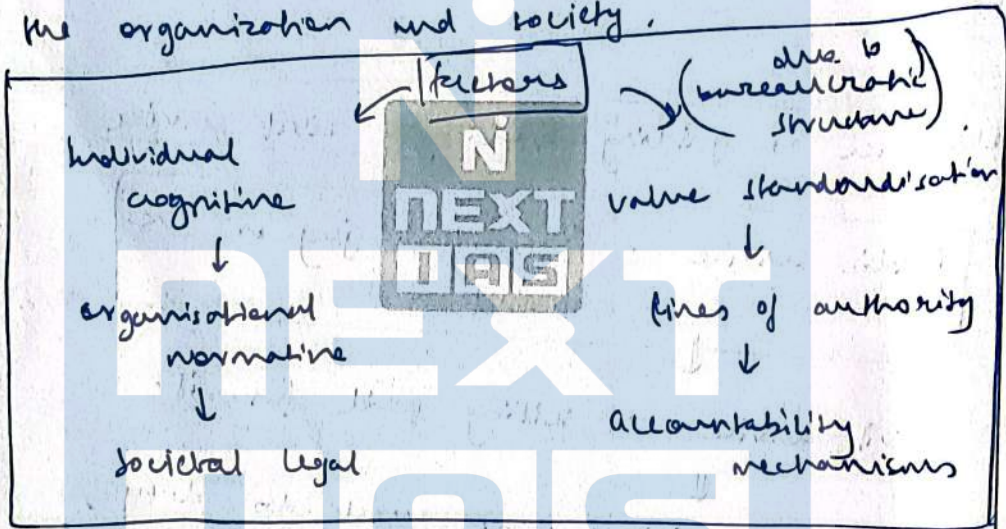 the organization and society.
factors
(due to
bureaucratic
structure)
Individual
cognitive
↓
organisational
normative
↓
societal legal
value standardisation
↓
lines of authority
↓
accountability
mechanisms
N
NEXT
IAS
NEXT